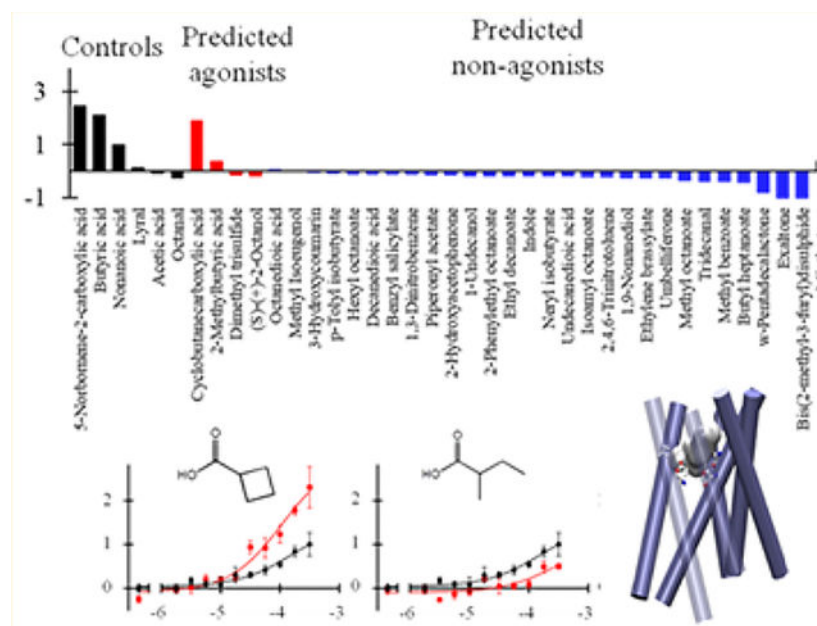 Controls
Predicted
agonists
Predicted
non-agonists
3
1
-1
5-Norbornene-2-carboxylic acid
Butyric acid
Nonanoic acid
Lyral
Acetic acid
Octanal
Cyclobutanecarboxylic acid
2-Methylbutyric acid
Dimethyl trisulfide
(S)-(+)-2-Octanol
Octanedioic acid
Methyl Isoeugenol
3-Hydroxycoumarin
p-Tolyl isobutyrate
Hexyl octanoate
Decanedioic acid
Benzyl salicylate
1,3-Dinitrobenzene
Piperonyl acetate
2-Hydroxyacetophenone
1-Undecanol
2-Phenylethyl octanoate
Ethyl decanoate
Indole
Neryl isobutyrate
Undecanedioic acid
Isoamyl octanoate
2,4,6-Trinitrotoluene
1,9-Nonanediol
Ethylene brassylate
Umbelliferone
Methyl octanoate
Tridecanal
Methyl benzoate
Butyl heptanoate
w-Pentadecalactone
Exaltone
Bis(2-methyl-3-furyl)disulphide
O
HO
2
1
0
-6
-5
-4
-3
O
HO
2
1
0
-6
-5
-4
-3